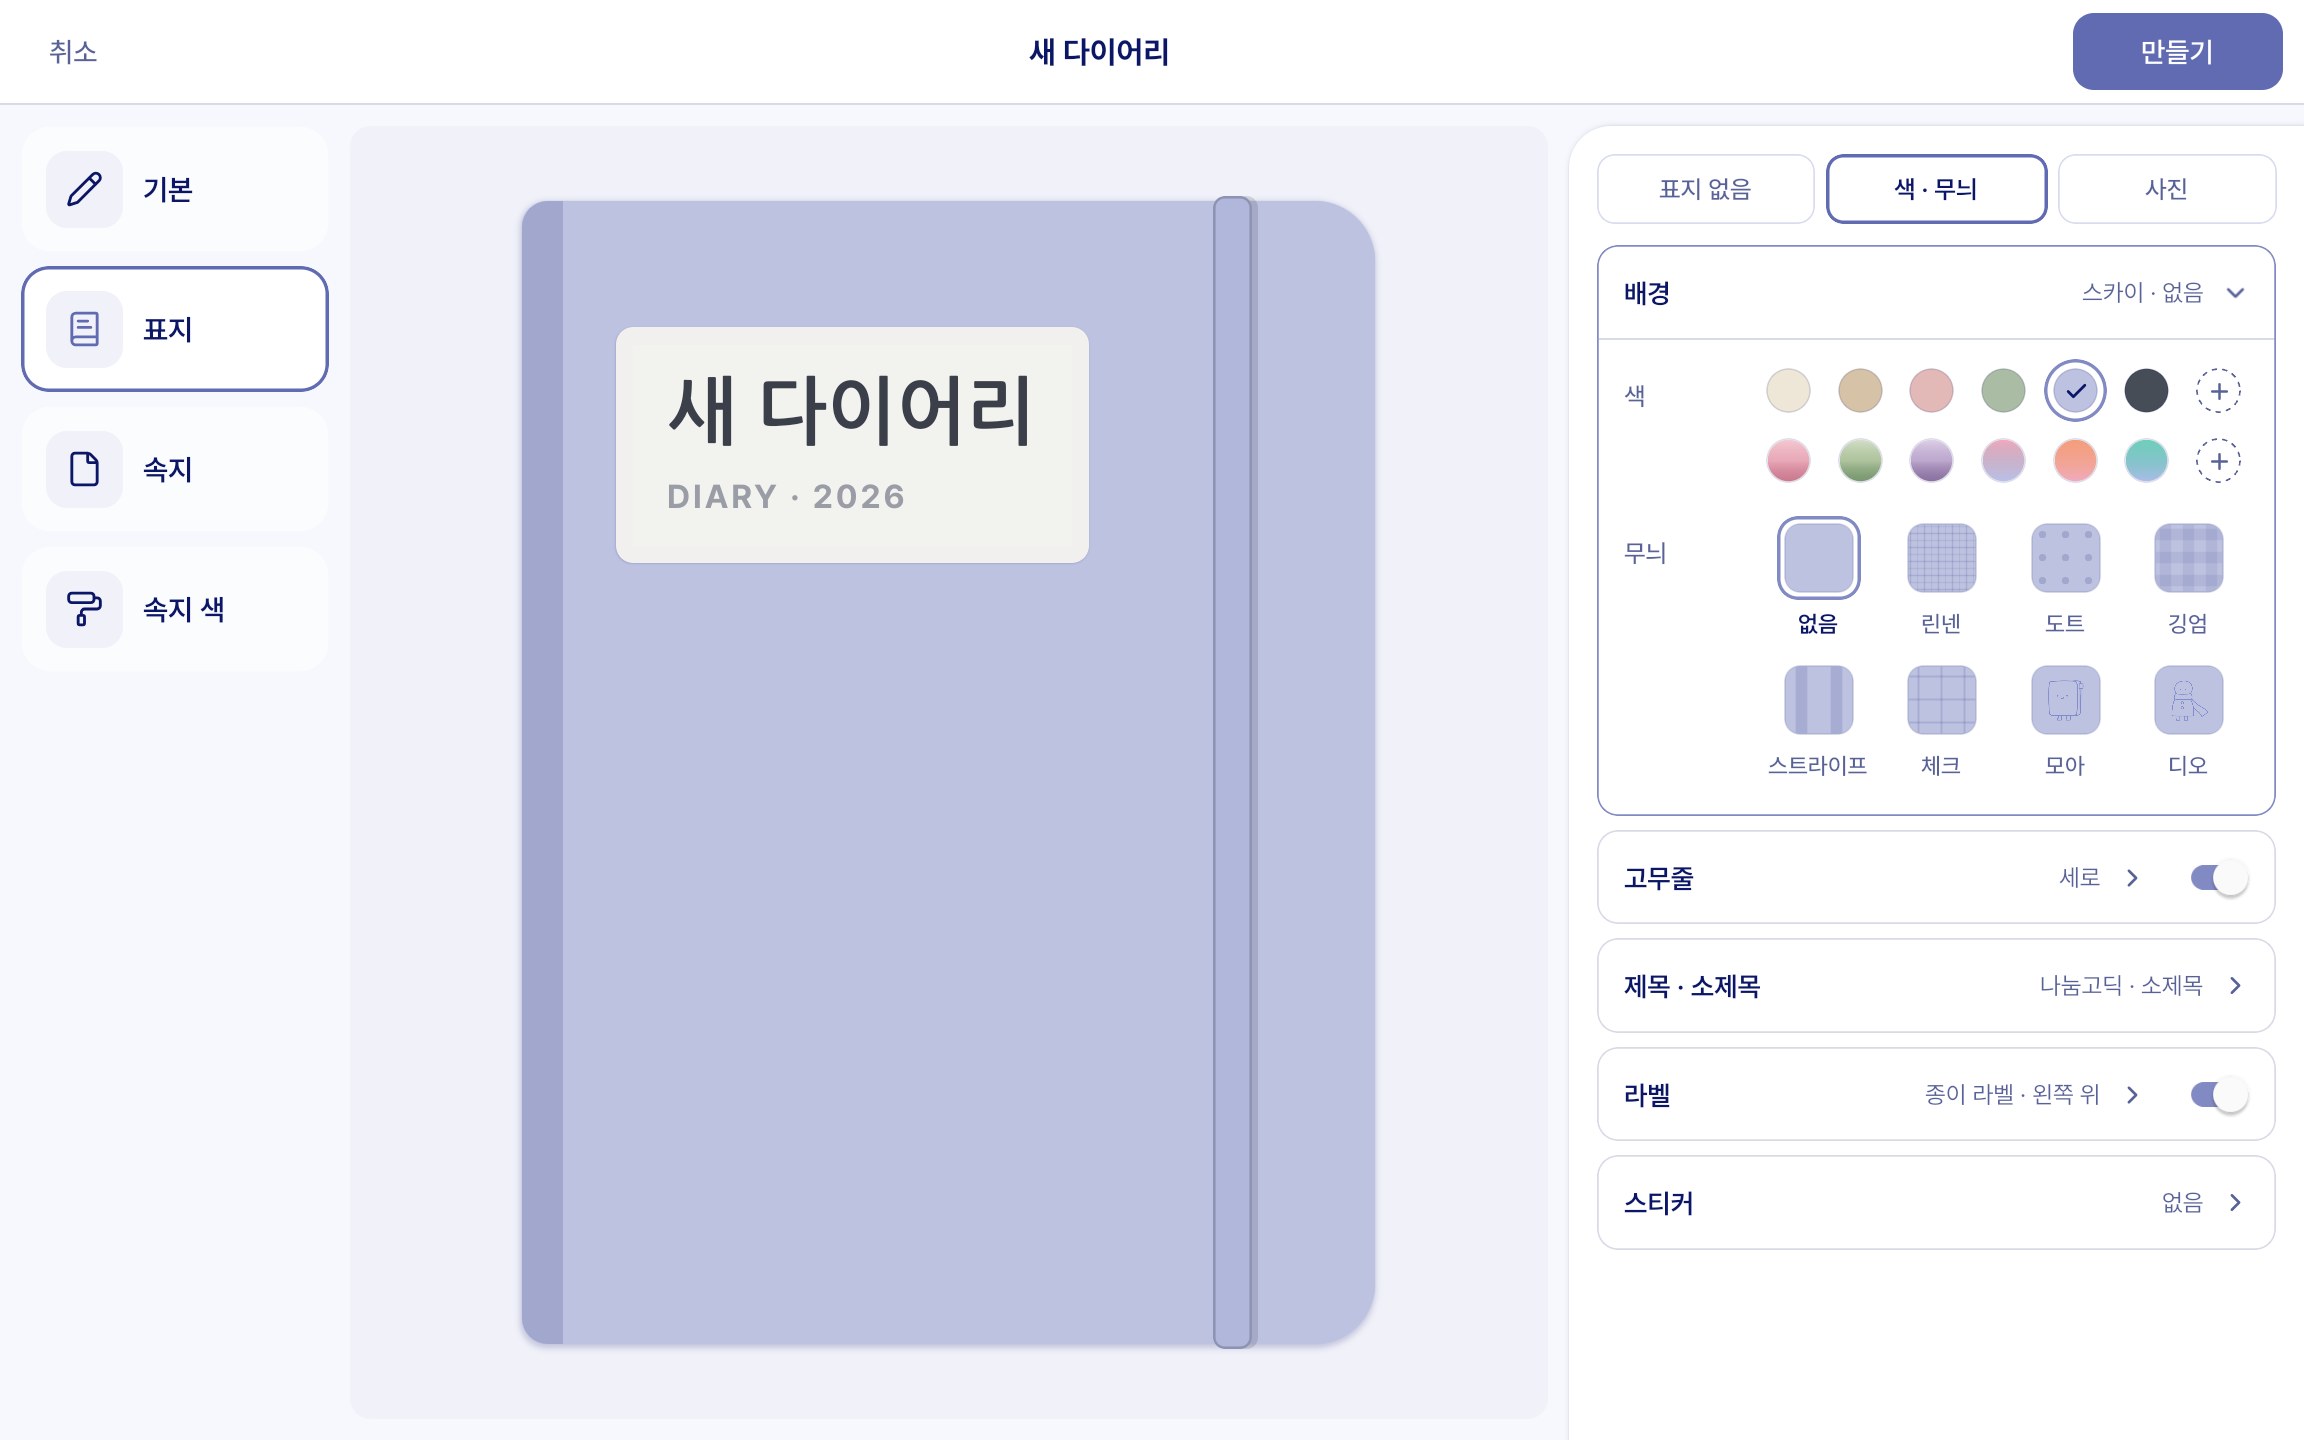 취소
새 다이어리
만들기
기본
표지
속지
속지 색
새 다이어리
DIARY · 2026
표지 없음
색 · 무늬
사진
배경
스카이 · 없음
색
무늬
없음
린넨
도트
깅엄
스트라이프
체크
모아
디오
고무줄
세로
제목 · 소제목
나눔고딕 · 소제목
라벨
종이 라벨 · 왼쪽 위
스티커
없음